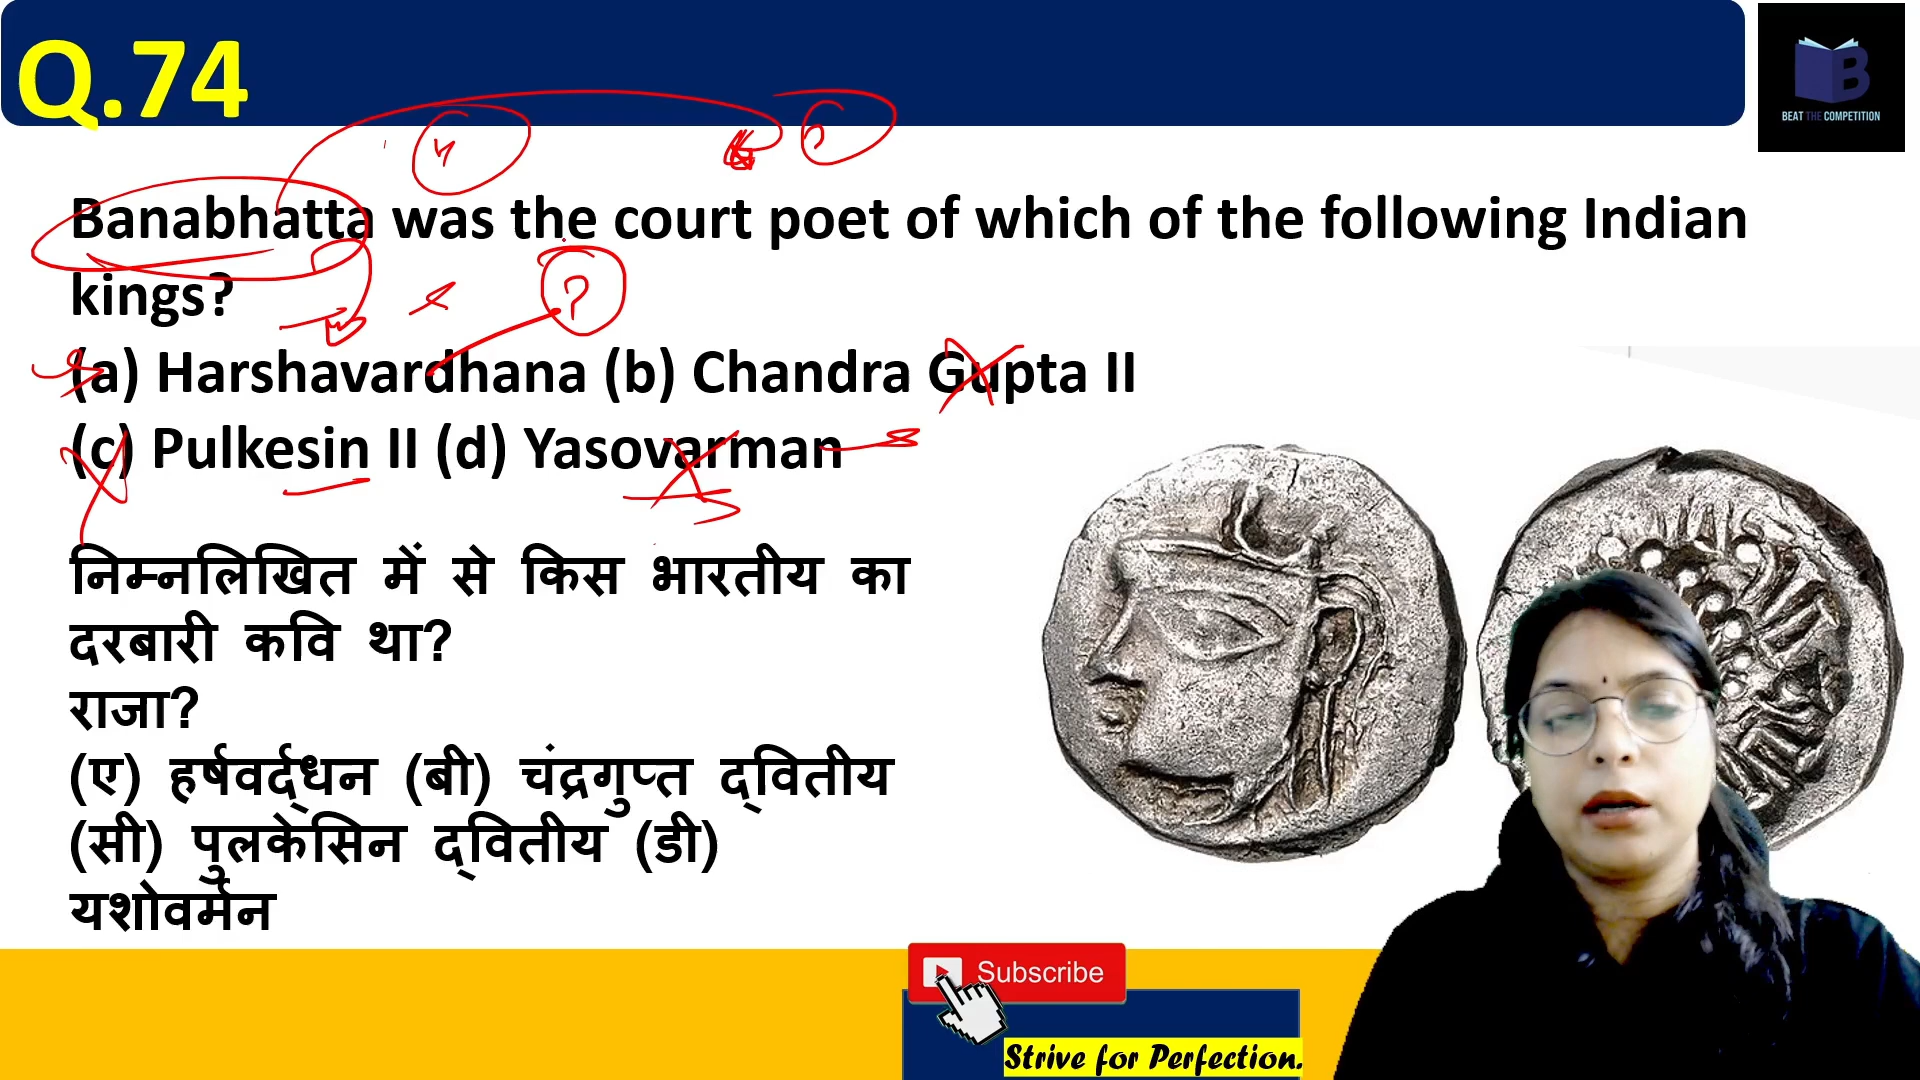 Q.74
BEAT THE COMPETITION
Banabhatta was the court poet of which of the following Indian
kings?
?
(a) Harshavardhana (b) Chandra Gupta II
(c) Pulkesin II (d) Yasovarman
निम्नलिखित में से किस भारतीय का
दरबारी कवि था?
राजा?
(ए) हर्षवर्द्धन (बी) चंद्रगुप्त द्वितीय
(सी) पुलकेसिन द्वितीय (डी)
यशोवर्मन
Subscribe
Strive for Perfection.